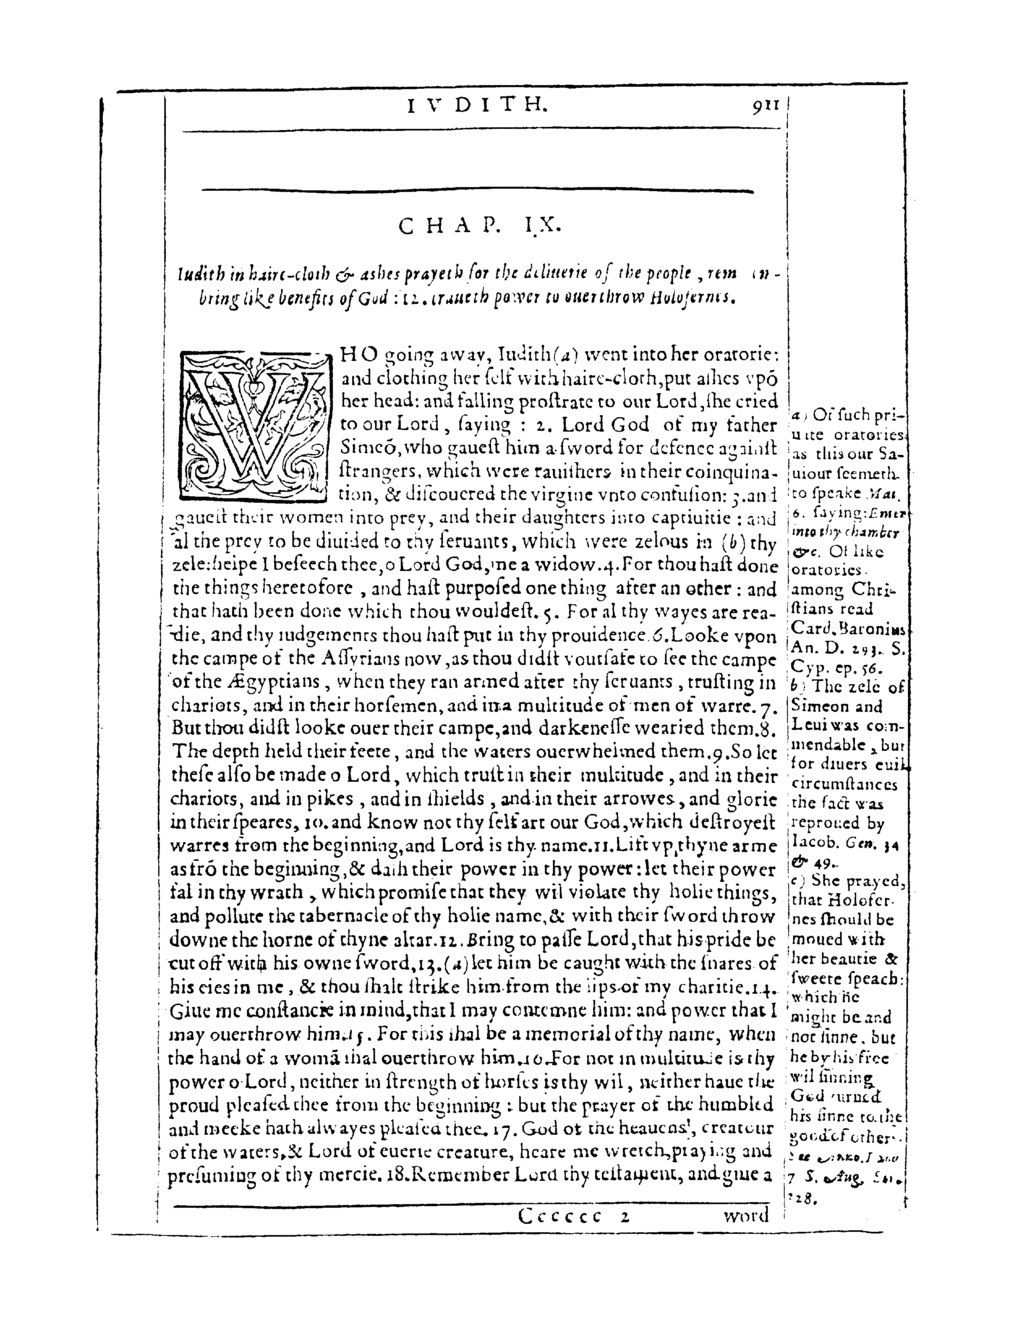 IVDITH. 911
CHAP. IX.
Iudith in haire-cloth & ashes prayeth for the deliuerie of the people, rem in-
bring like benefits of God: 12. craueth power to ouerthrow Holofernes.
WHO going away, Iudith (a) went into her oratorie:
and clothing her ſelf with haire-cloth, put aſhes vpō
her head: and falling proſtrate to our Lord, ſhe cried
to our Lord, ſaying: 2. Lord God of my father
Simeō, who gaueſt him a ſword for defence againſt
ſtrangers, which were rauiſhers in their coinquina-
tion, & diſcouered the virgine vnto confuſion: 3. and
gaueſt their women into prey, and their daughters into captiuitie: and
al the prey to be diuided to thy ſeruants, which were zelous in (b) thy
zele: helpe I beſeech thee, o Lord God, me a widow. 4. For thou haſt done
the things heretofore, and haſt purpoſed one thing after an other: and
that hath been done which thou wouldeſt. 5. For al thy wayes are rea-
die, and thy iudgements thou haſt put in thy prouidence. 6. Looke vpon
the campe of the Aſſyrians now, as thou didſt voutſafe to ſee the campe
of the Ægyptians, when they ran armed after thy ſeruants, truſting in
chariots, and in their horſemen, and in a multitude of men of warre. 7.
But thou didſt looke ouer their campe, and darkeneſſe wearied them. 8.
The depth held their feete, and the waters ouerwhelmed them. 9. So let
theſe alſo be made o Lord, which truſt in their multitude, and in their
chariots, and in pikes, and in ſhields, and in their arrowes, and glorie
in their ſpeares, 10. and know not thy ſelf art our God, which deſtroyeſt
warres from the beginning, and Lord is thy name. 11. Lift vp thyne arme
as frō the beginning, & daſh their power in thy power: let their power
fal in thy wrath, which promiſe that they wil violate thy holie things,
and pollute the tabernacle of thy holie name, & with their ſword throw
downe the horne of thyne altar. 12. Bring to paſſe Lord, that his pride be
cut off with his owne ſword, 13. (a) let him be caught with the ſnares of
his eies in me, & thou ſhalt ſtrike him from the lips of my charitie. 14.
Giue me conſtancie in mind, that I may contemne him: and power that I
may ouerthrow him. 15. For this ſhal be a memorial of thy name, when
the hand of a womā ſhal ouerthrow him. 16. For not in multitude is thy
power o Lord, neither in ſtrength of horſes is thy wil, neither haue the
proud pleaſed thee from the beginning: but the prayer of the humbled
and meeke hath alwayes pleaſed thee. 17. God of the heauens, creatour
of the waters, & Lord of euerie creature, heare me wretch, praying and
preſuming of thy mercie. 18. Remember Lord thy teſtament, and giue a
Cccccc 2 word
a) Of ſuch pri-
uate oratories
as this our Sa-
uiour ſeemeth
to ſpeake Mat.
6. ſaying: Enter
into thy chamber
&c. Of like
oratories
among Chri-
ſtians read
Card. Baronius
An. D. 293. S.
Cyp. ep. 56.
b) The zele of
Simeon and
Leui was com-
mendable, but
for diuers euil
circumſtances
the fact was
reproued by
Iacob. Gen. 34
& 49.
c) She prayed,
that Holofer-
nes ſhould be
moued with
her beautie &
ſweete ſpeach:
which he
might be and
not ſinne, but
he by his free
wil ſinning
God turned
his ſinne to the
good of others.
7 S. Aug.
228.